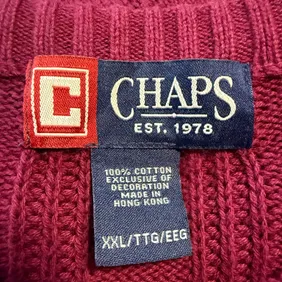 C
CHAPS
EST. 1978
100% COTTON
EXCLUSIVE OF
DECORATION
MADE IN
HONG KONG
XXL/TTG/EEG